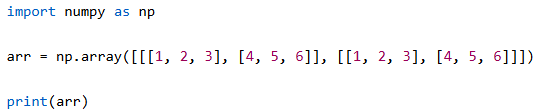 import numpy as np
arr = np.array([[[1, 2, 3], [4, 5, 6]], [[1, 2, 3], [4, 5, 6]]])
print(arr)